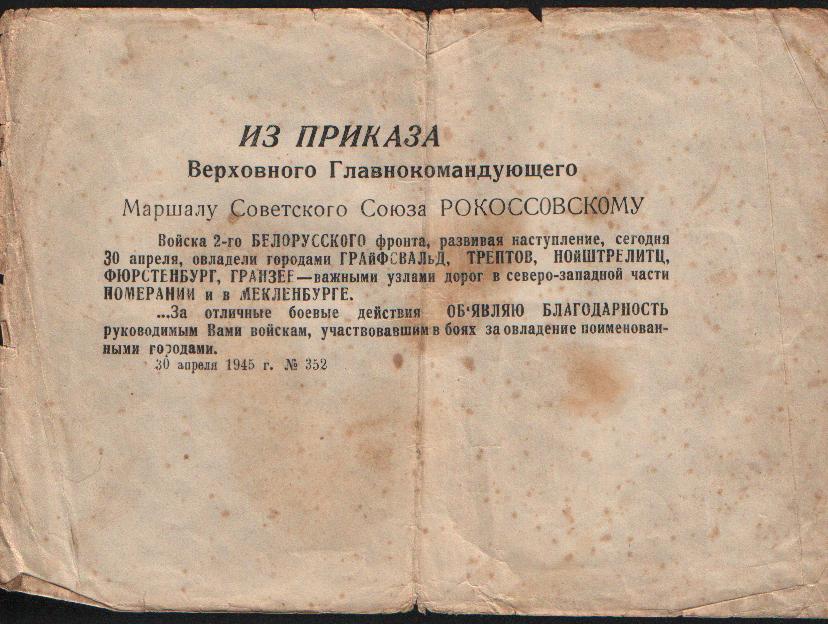 ИЗ ПРИКАЗА
Верховного Главнокомандующего
Маршалу Советского Союза РОКОССОВСКОМУ
Войска 2-го БЕЛОРУССКОГО фронта, развивая наступление, сегодня
30 апреля, овладели городами ГРАЙФСВАЛЬД, ТРЕПТОВ, НОЙШТРЕЛИТЦ,
ФЮРСТЕНБУРГ, ГРАНЗЕЕ—важными узлами дорог в северо-западной части
ПОМЕРАНИИ и в МЕКЛЕНБУРГЕ.
...За отличные боевые действия ОБ'ЯВЛЯЮ БЛАГОДАРНОСТЬ
руководимым Вами войскам, участвовавшим в боях за овладение поименован-
ными городами.
30 апреля 1945 г. № 352